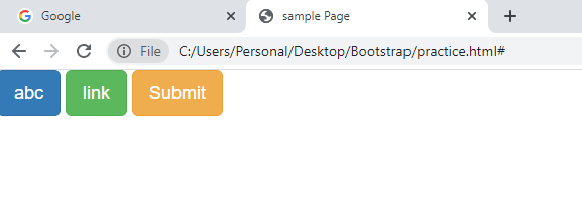 Google
sample Page
File C:/Users/Personal/Desktop/Bootstrap/practice.html#
abc link Submit